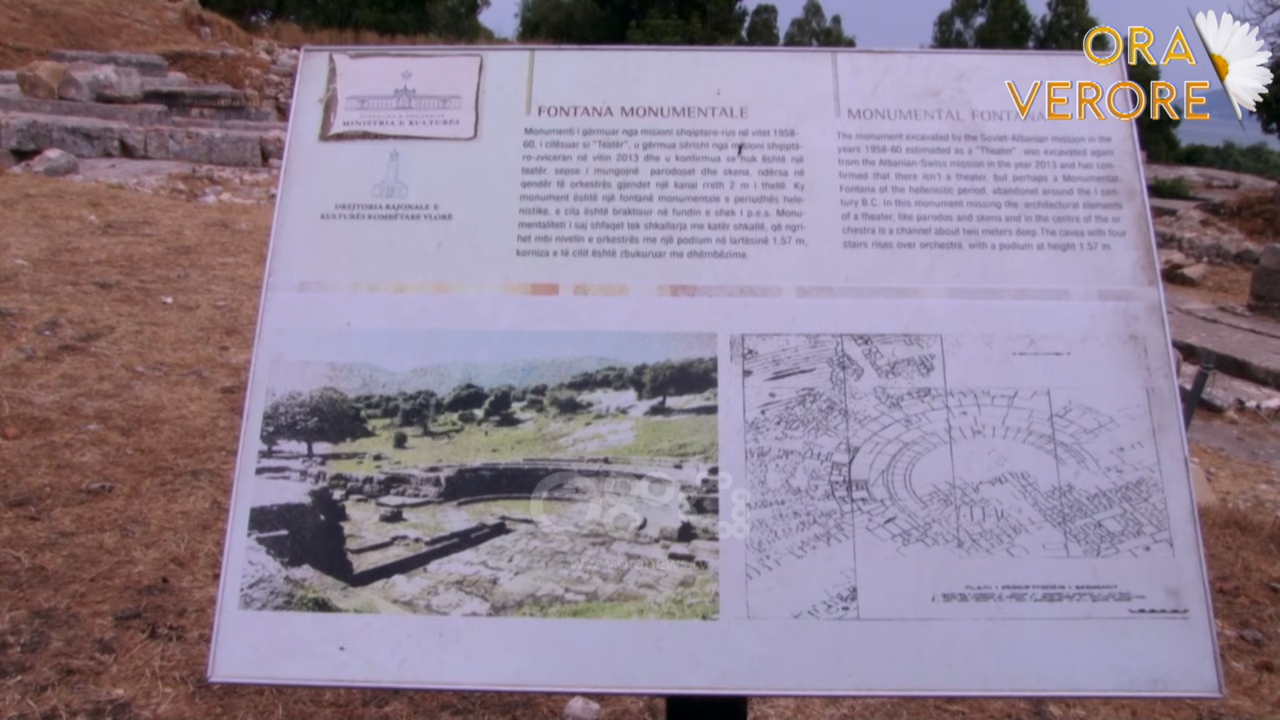 ORA
VERORE
MINISTRIA E KULTURËS
DREJTORIA RAJONALE E
KULTURËS KOMBËTARE VLORË
FONTANA MONUMENTALE
Monumenti i gërmuar nga misioni shqiptaro-rus në vitet 1958-
60, i cilësuar si "Teatër", u gërmua sërisht nga misioni shqipta-
ro-zviceran në vitin 2013 dhe u konfirmua se nuk është një
teatër, sepse i mungojnë parodoset dhe skena, ndërsa në
qendër të orkestrës gjendet një kanal rreth 2 m i thellë. Ky
monument është një fontanë monumentale e periudhës hele-
nistike, e cila është braktisur në fundin e shek I p.e.s. Monu-
mentaliteti i saj shfaqet tek shkallarja me katër shkallë, që ngri-
het mbi nivelin e orkestrës me një podium në lartësinë 1.57 m,
korniza e të cilit është zbukuruar me dhëmbëzime.
MONUMENTAL
The monument excavated by the Soviet-Albanian mission in the
years 1958-60 estimaded as a "Theater", was excavated again
from the Albanian-Swiss mission in the year 2013 and has con-
firmed that there isn't a theater, but perhaps a Monumental
Fontana of the hellenistic period, abandonet around the I cen-
tury B.C. In this monument missing the architectural elements
of a theater, like parodos and skena and in the centre of the or
chestra is a channel about two meters deep.The cavea with four
stairs rises over orchestra, with a podium at height 1.57 m.